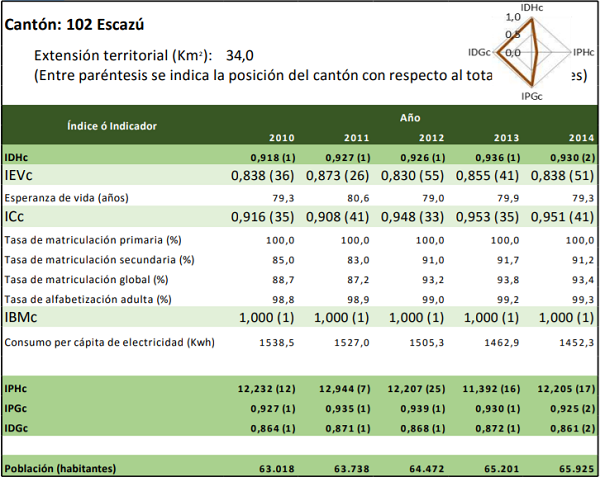 Cantón: 102 Escazú
IDHc
1,0
0,5
IDGc 0,0 IPHc
IPGc
Extensión territorial (Km²): 34,0
(Entre paréntesis se indica la posición del cantón con respecto al tota es)
Índice ó Indicador Año
2010 2011 2012 2013 2014
IDHc 0,918 (1) 0,927 (1) 0,926 (1) 0,936 (1) 0,930 (2)
IEVc 0,838 (36) 0,873 (26) 0,830 (55) 0,855 (41) 0,838 (51)
Esperanza de vida (años) 79,3 80,6 79,0 79,9 79,3
ICc 0,916 (35) 0,908 (41) 0,948 (33) 0,953 (35) 0,951 (41)
Tasa de matriculación primaria (%) 100,0 100,0 100,0 100,0 100,0
Tasa de matriculación secundaria (%) 85,0 83,0 91,0 91,7 91,2
Tasa de matriculación global (%) 88,7 87,2 93,2 93,8 93,4
Tasa de alfabetización adulta (%) 98,8 98,9 99,0 99,2 99,3
IBMc 1,000 (1) 1,000 (1) 1,000 (1) 1,000 (1) 1,000 (1)
Consumo per cápita de electricidad (Kwh) 1538,5 1527,0 1505,3 1462,9 1452,3
IPHc 12,232 (12) 12,944 (7) 12,207 (25) 11,392 (16) 12,205 (17)
IPGc 0,927 (1) 0,935 (1) 0,939 (1) 0,930 (1) 0,925 (2)
IDGc 0,864 (1) 0,871 (1) 0,868 (1) 0,872 (1) 0,861 (2)
Población (habitantes) 63.018 63.738 64.472 65.201 65.925